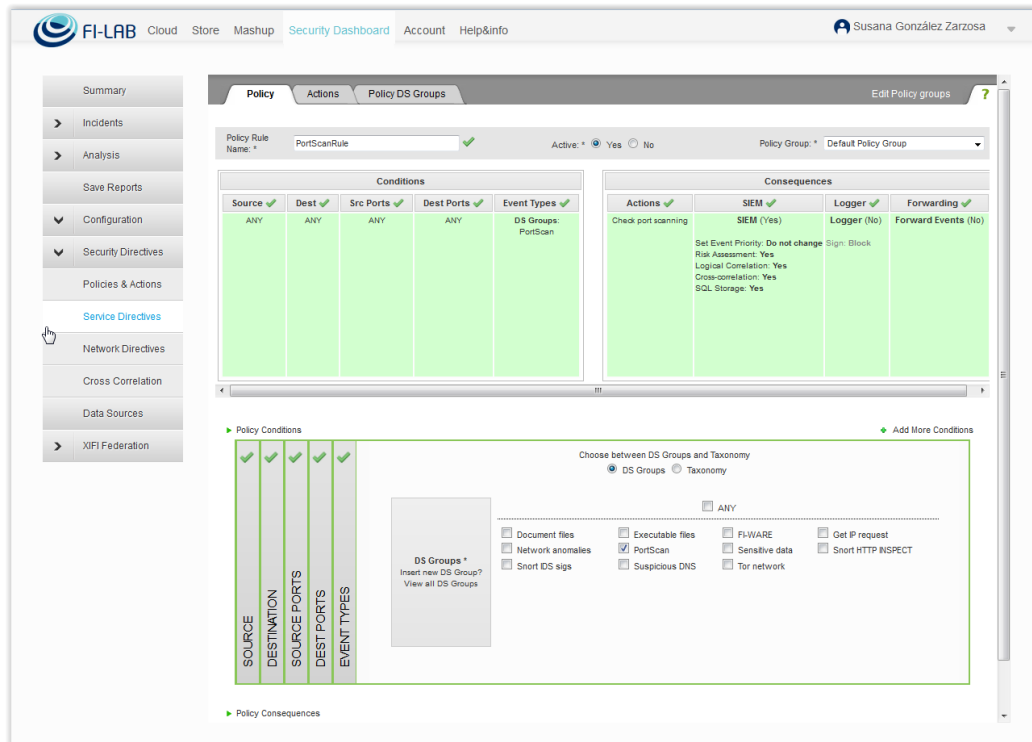 FI-LAB Cloud Store Mashup Security Dashboard Account Help&info Susana González Zarzosa
Summary
Incidents
Analysis
Save Reports
Configuration
Security Directives
Policies & Actions
Service Directives
Network Directives
Cross Correlation
Data Sources
XIFI Federation
Policy Actions Policy DS Groups Edit Policy groups ?
Policy Rule
Name: * PortScanRule Active: * Yes No Policy Group: * Default Policy Group
Conditions
Source Dest Src Ports Dest Ports Event Types
ANY ANY ANY ANY DS Groups:
PortScan
Consequences
Actions SIEM Logger Forwarding
Check port scanning SIEM (Yes) Logger (No) Forward Events (No)
Set Event Priority: Do not change Sign: Block
Risk Assessment: Yes
Logical Correlation: Yes
Cross-correlation: Yes
SQL Storage: Yes
Policy Conditions Add More Conditions
SOURCE
DESTINATION
SOURCE PORTS
DEST PORTS
EVENT TYPES
Choose between DS Groups and Taxonomy
DS Groups Taxonomy
DS Groups *
Insert new DS Group?
View all DS Groups
ANY
Document files Executable files FI-WARE Get IP request
Network anomalies PortScan Sensitive data Snort HTTP INSPECT
Snort IDS sigs Suspicious DNS Tor network
Policy Consequences